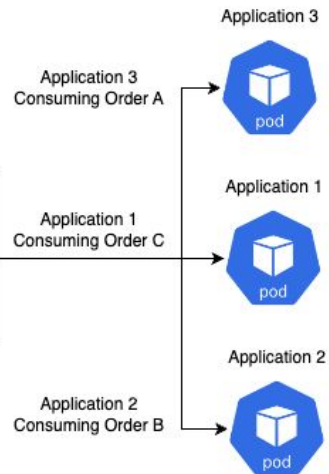 Application 3
Application 3
Consuming Order A
pod
Application 1
Application 1
Consuming Order C
pod
Application 2
Application 2
Consuming Order B
pod